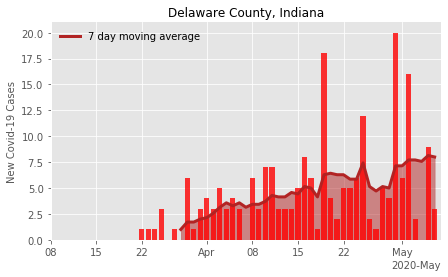 Delaware County, Indiana
7 day moving average
New Covid-19 Cases
20.0
17.5
15.0
12.5
10.0
7.5
5.0
2.5
0.0
08 15 22 Apr 08 15 22 May
2020-May